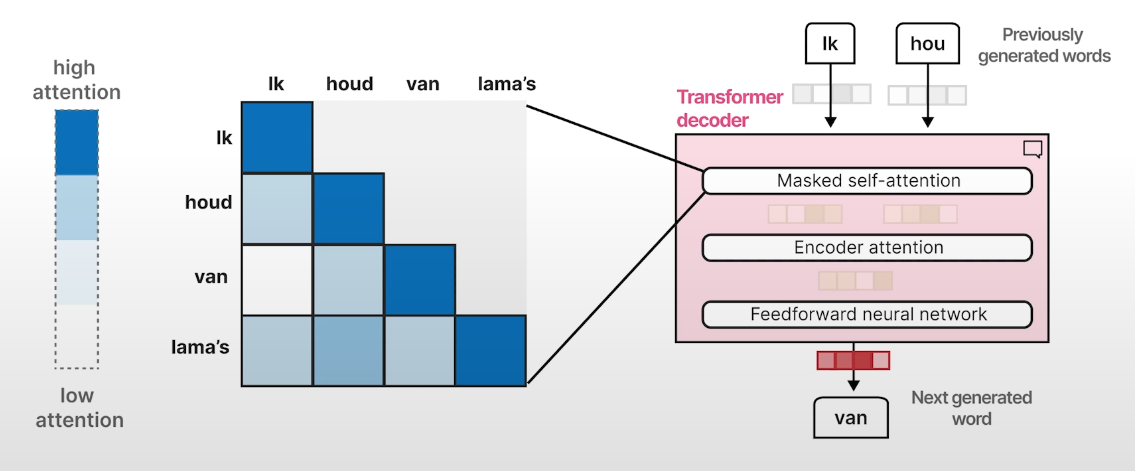 high
attention
low
attention
Ik houd van lama's
Ik
houd
van
lama's
Ik
hou
Previously
generated words
Transformer
decoder
Masked self-attention
Encoder attention
Feedforward neural network
van
Next generated
word